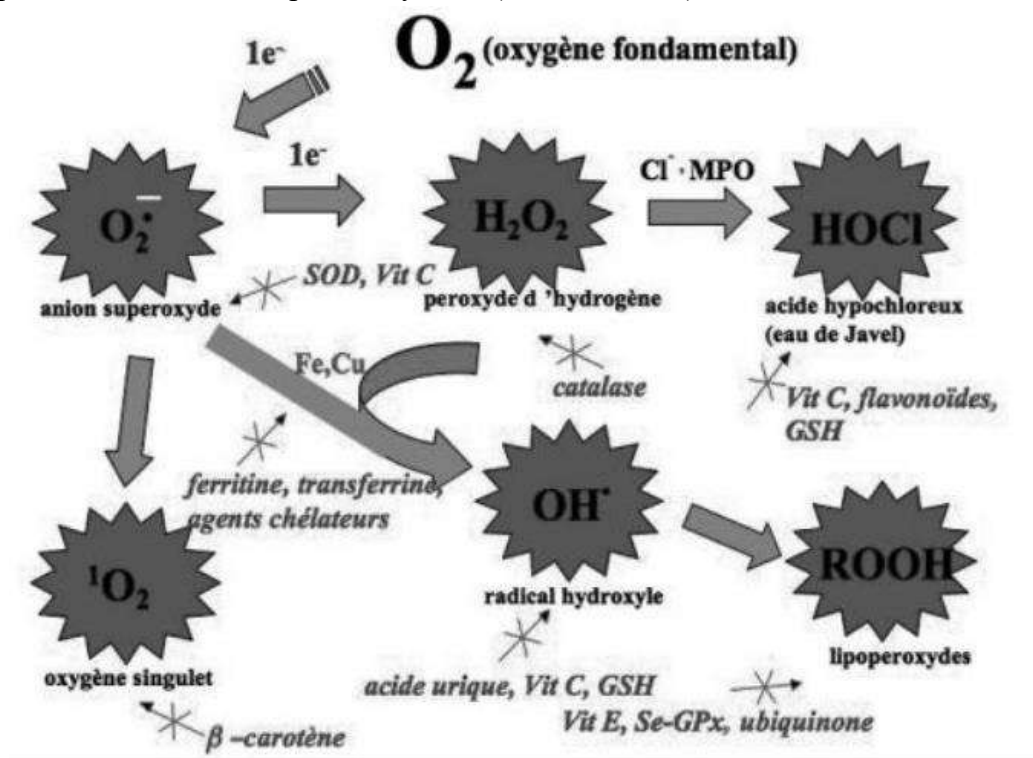 O₂ (oxygène fondamental)
1e⁻
1e⁻
Cl⁻ · MPO
O₂•⁻
H₂O₂
HOCl
SOD, Vit C
anion superoxyde
peroxyde d 'hydrogène
acide hypochloreux
(eau de Javel)
Fe,Cu
catalase
Vit C, flavonoïdes,
GSH
ferritine, transferrine,
agents chélateurs
OH•
¹O₂
ROOH
radical hydroxyle
lipoperoxydes
oxygène singulet
acide urique, Vit C, GSH
Vit E, Se-GPx, ubiquinone
β –carotène